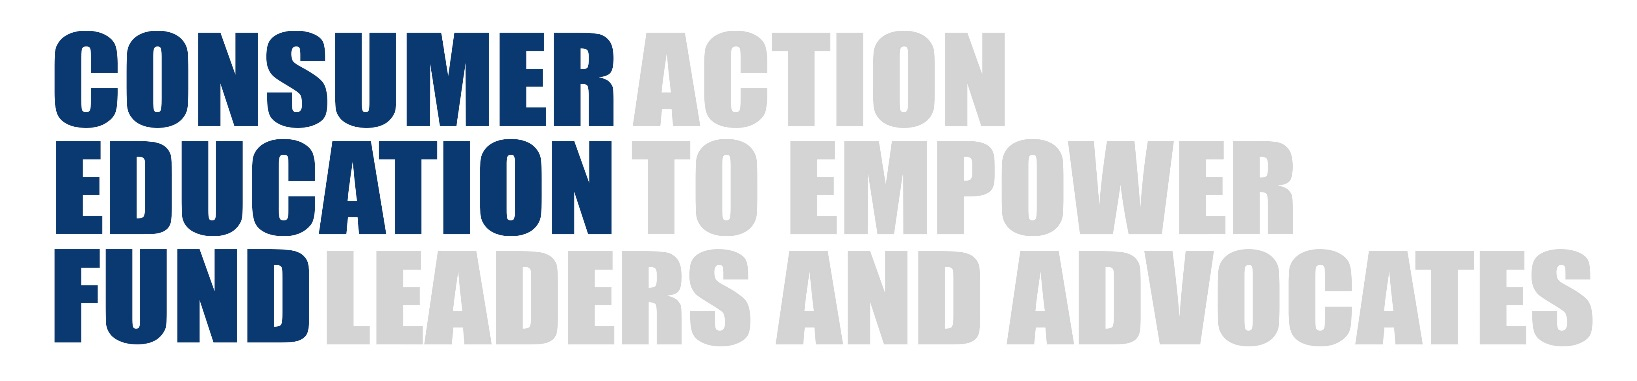 CONSUMER ACTION
EDUCATION TO EMPOWER
FUND LEADERS AND ADVOCATES